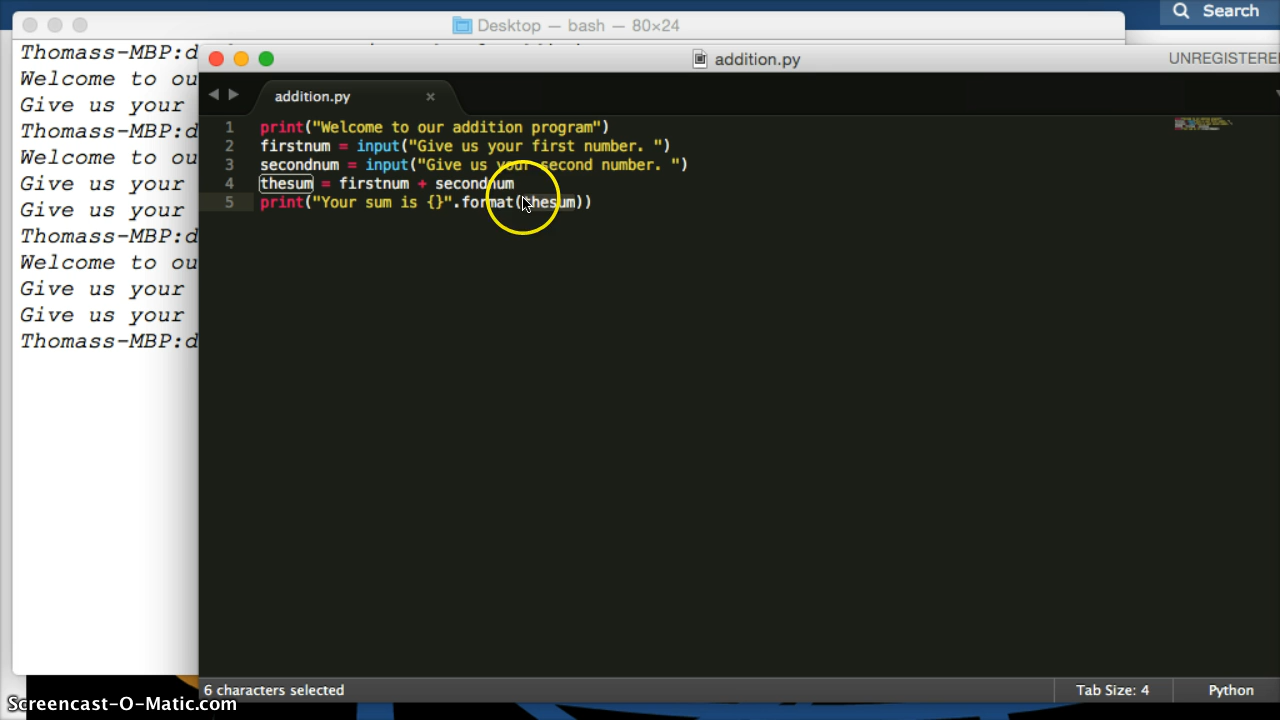 Search
Desktop — bash — 80×24
Thomass-MBP:d
Welcome to ou
Give us your
Thomass-MBP:d
Welcome to ou
Give us your
Give us your
Thomass-MBP:d
Welcome to ou
Give us your
Give us your
Thomass-MBP:d
addition.py
UNREGISTERE
addition.py
1 print("Welcome to our addition program")
2 firstnum = input("Give us your first number. ")
3 secondnum = input("Give us your second number. ")
4 thesum = firstnum + secondnum
5 print("Your sum is {}".format(thesum))
6 characters selected
Tab Size: 4
Python
Screencast-O-Matic.com